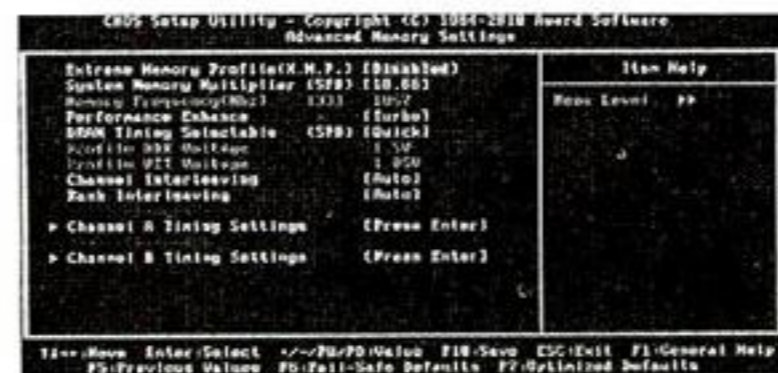 CMOS Setup Utility - Copyright (C) 1984-2010 Award Software
Advanced Memory Settings
Extreme Memory Profile(X.M.P.) [Disabled]
System Memory Multiplier (SPD) [10.66]
Memory Frequency(Mhz) 1333
Performance Enhance [Turbo]
DRAM Timing Selectable (SPD) [Quick]
Profile DDR Voltage 1.5V
Profile VTT Voltage 1.05V
Channel Interleaving [Auto]
Rank Interleaving [Auto]
▸ Channel A Timing Settings [Press Enter]
▸ Channel B Timing Settings [Press Enter]
Item Help
Menu Level ▸▸
Enter:Select +/-/PU/PD:Value F10:Save ESC:Exit F1:General Help
F5:Previous Values F6:Fail-Safe Defaults F7:Optimized Defaults